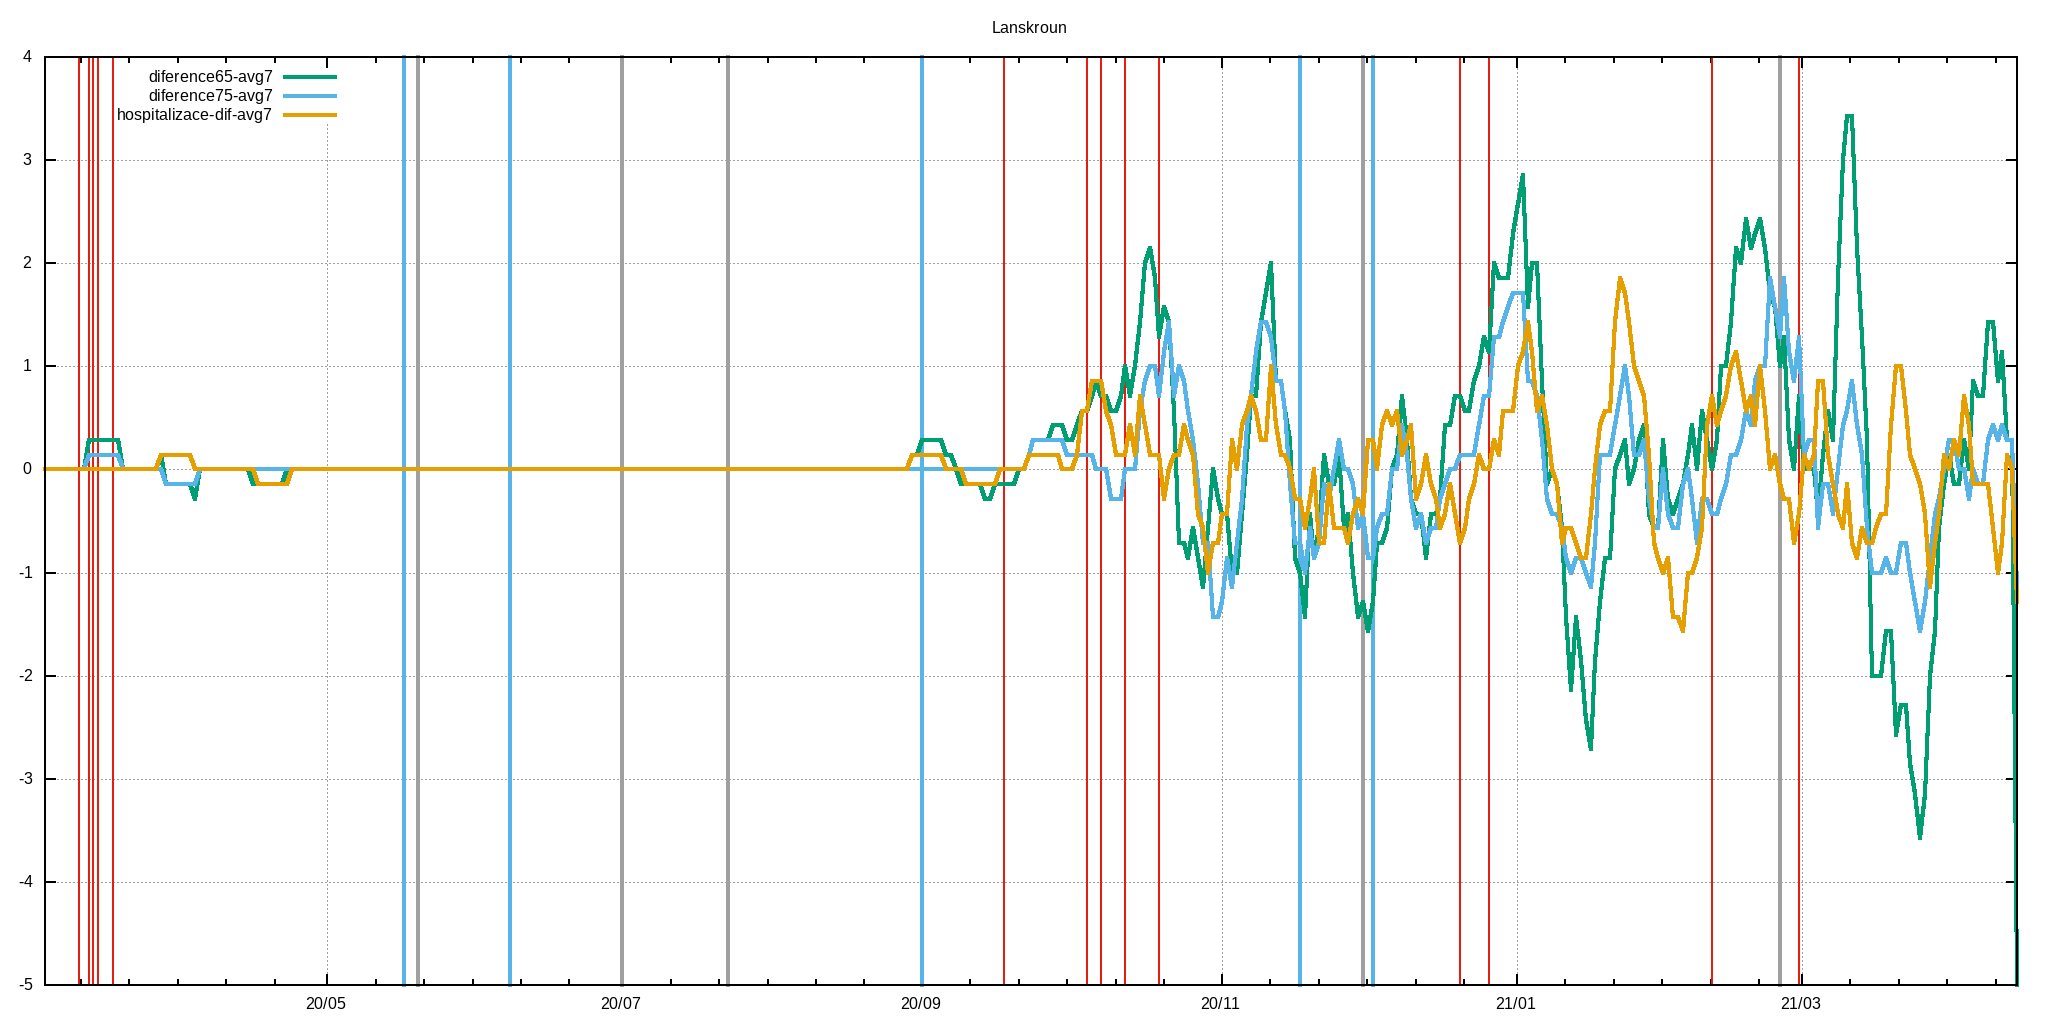 Lanskroun
4
diference65-avg7
diference75-avg7
hospitalizace-dif-avg7
3
2
1
0
-1
-2
-3
-4
-5
20/05 20/07 20/09 20/11 21/01 21/03